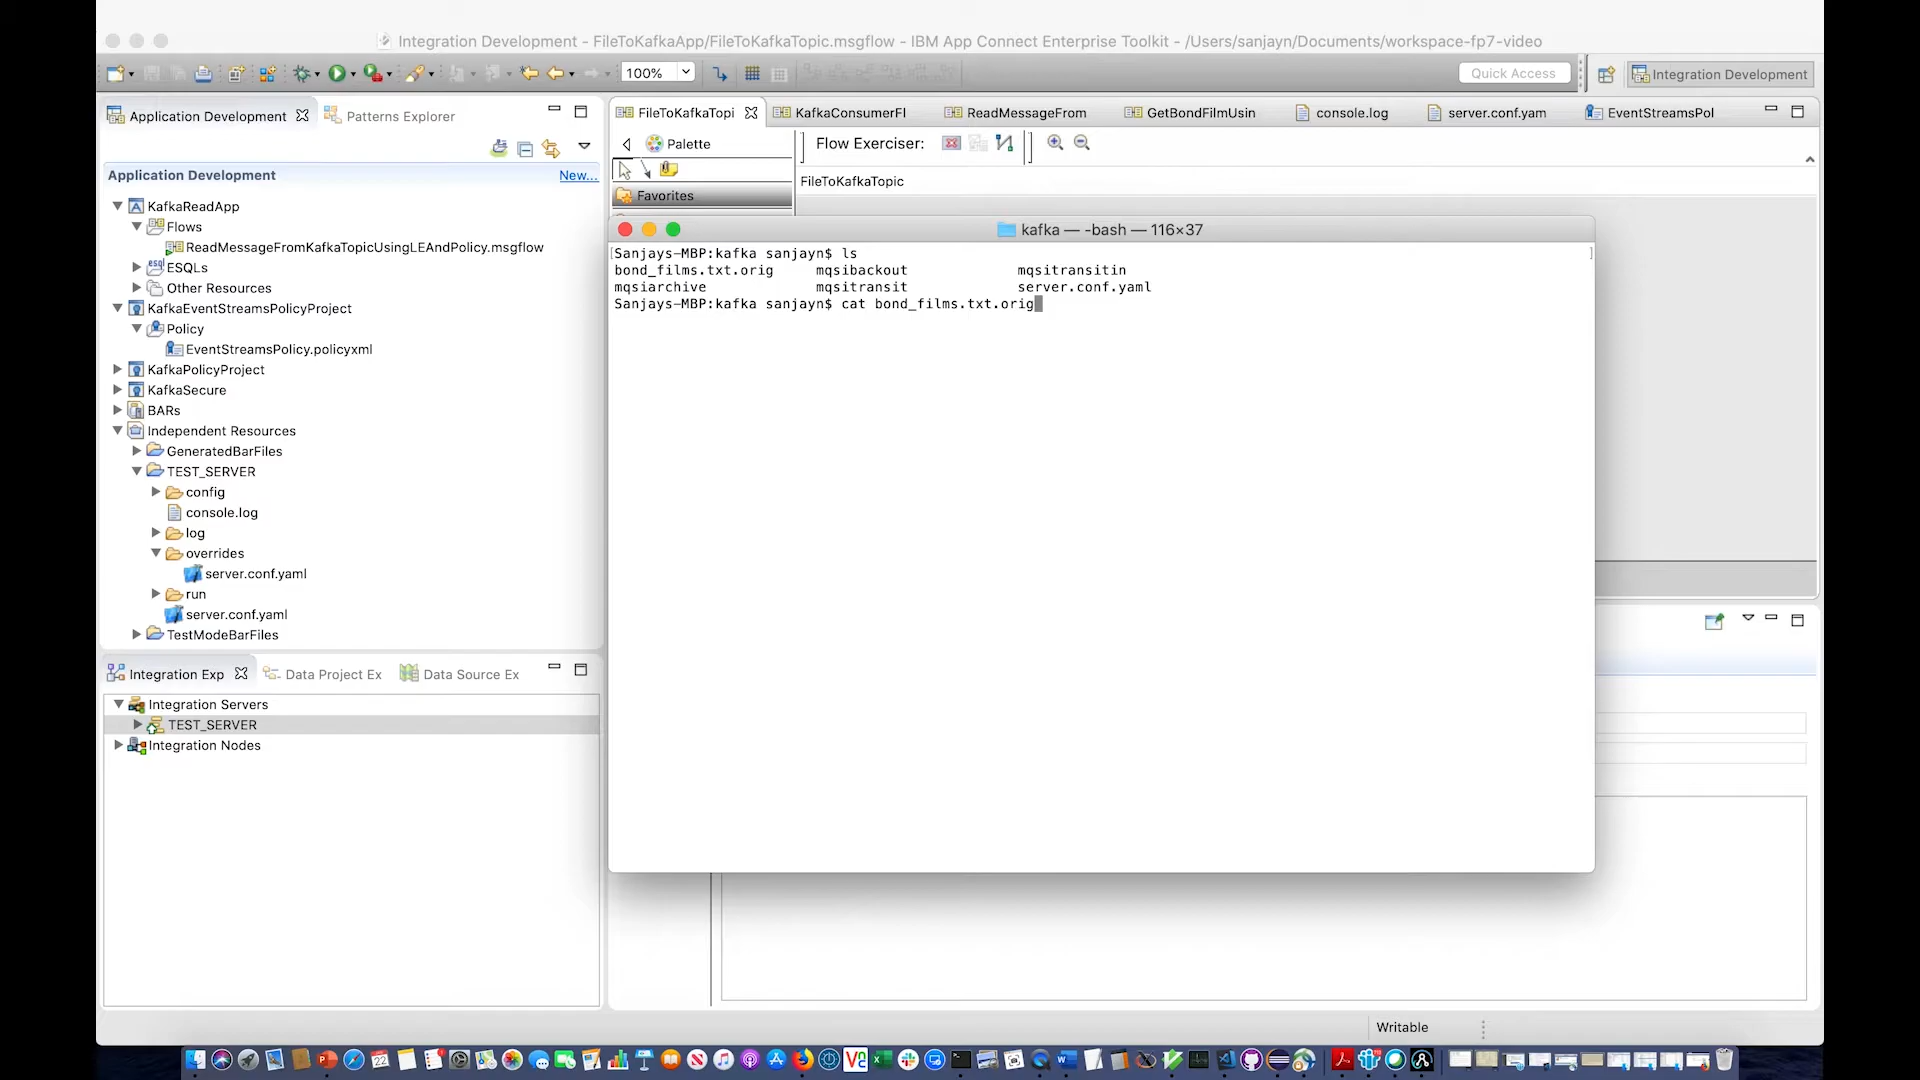 Integration Development - FileToKafkaApp/FileToKafkaTopic.msgflow - IBM App Connect Enterprise Toolkit - /Users/sanjayn/Documents/workspace-fp7-video
100%
Quick Access
Integration Development
Application Development
Patterns Explorer
Application Development
New...
KafkaReadApp
Flows
ReadMessageFromKafkaTopicUsingLEAndPolicy.msgflow
ESQLs
Other Resources
KafkaEventStreamsPolicyProject
Policy
EventStreamsPolicy.policyxml
KafkaPolicyProject
KafkaSecure
BARs
Independent Resources
GeneratedBarFiles
TEST_SERVER
config
console.log
log
overrides
server.conf.yaml
run
server.conf.yaml
TestModeBarFiles
Integration Exp
Data Project Ex
Data Source Ex
Integration Servers
TEST_SERVER
Integration Nodes
FileToKafkaTopi
KafkaConsumerFl
ReadMessageFrom
GetBondFilmUsin
console.log
server.conf.yam
EventStreamsPol
Palette
Flow Exerciser:
Favorites
FileToKafkaTopic
kafka — -bash — 116×37
Sanjays-MBP:kafka sanjayn$ ls
bond_films.txt.orig mqsibackout mqsitransitin
mqsiarchive mqsitransit server.conf.yaml
Sanjays-MBP:kafka sanjayn$ cat bond_films.txt.orig
Writable